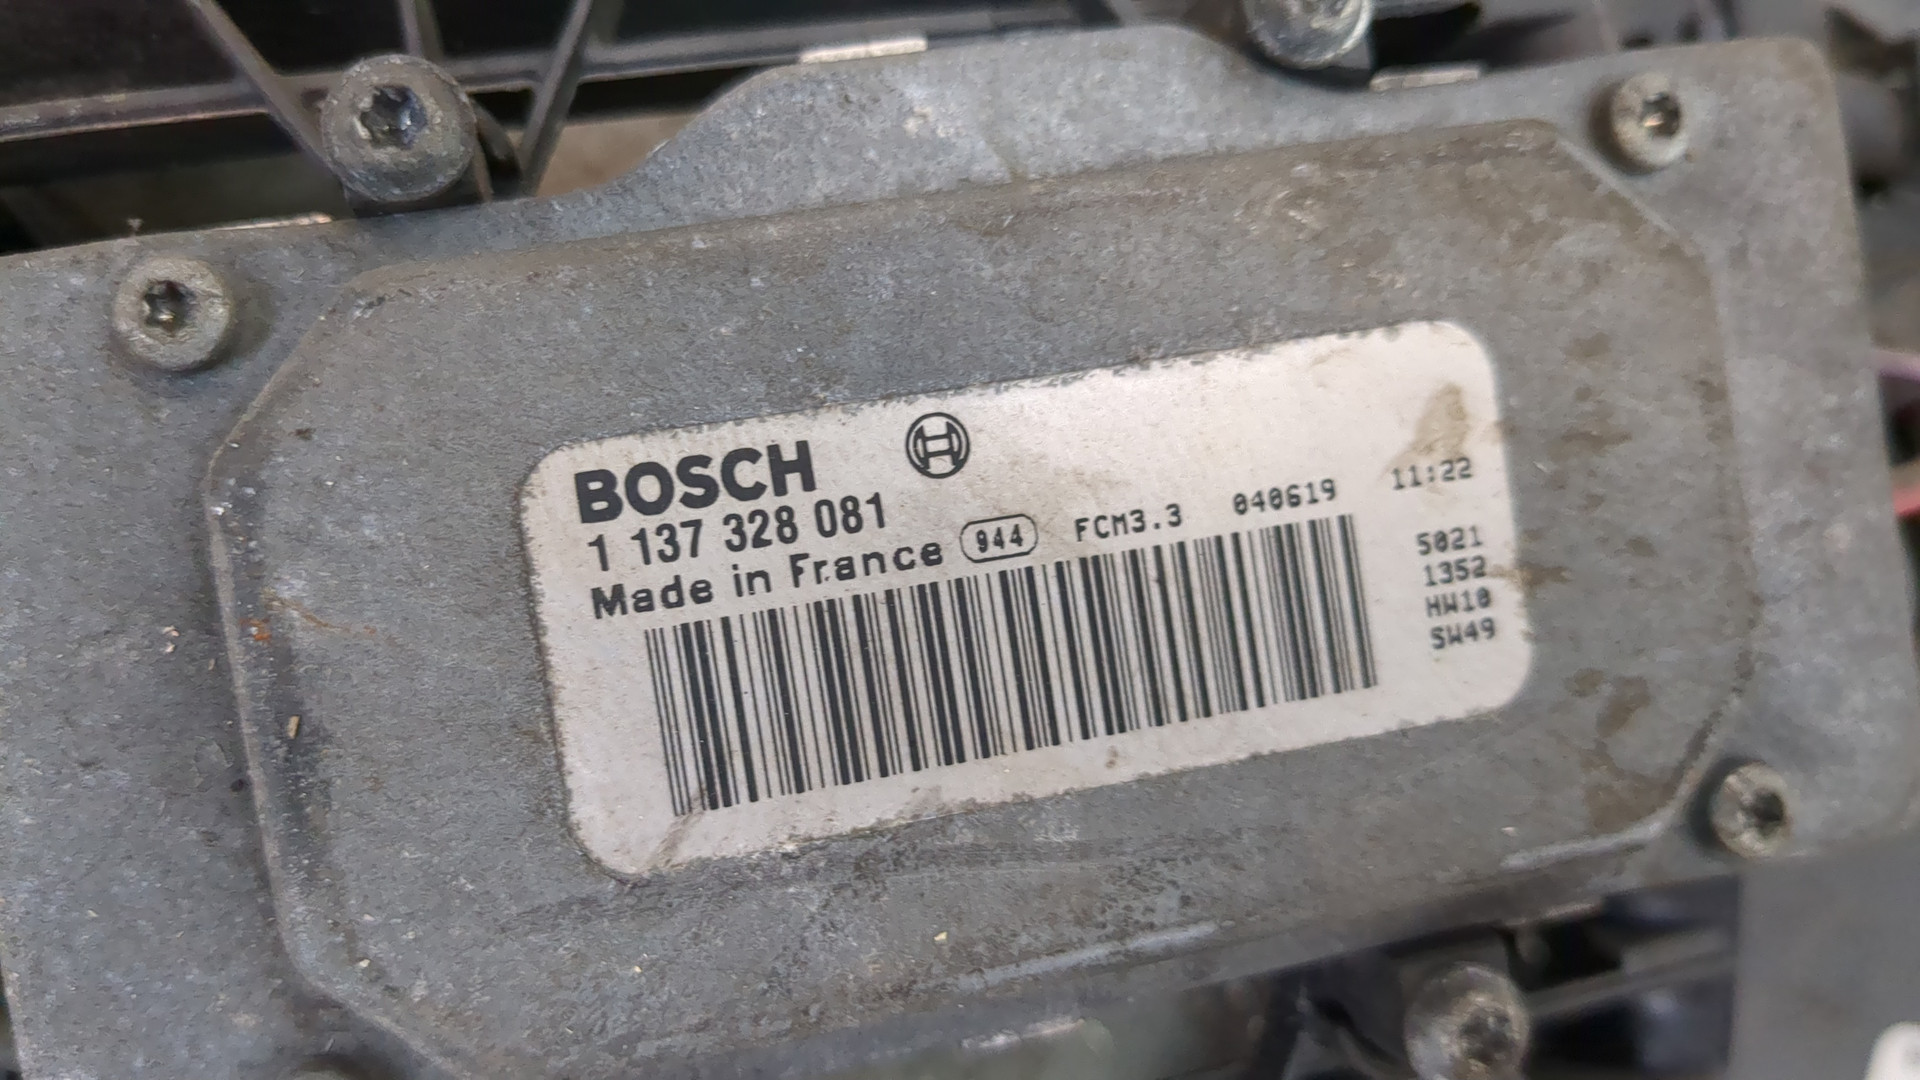 BOSCH
1 137 328 081
Made in France 944 FCM3.3 040619 11:22
5021
1352
HW10
SW49